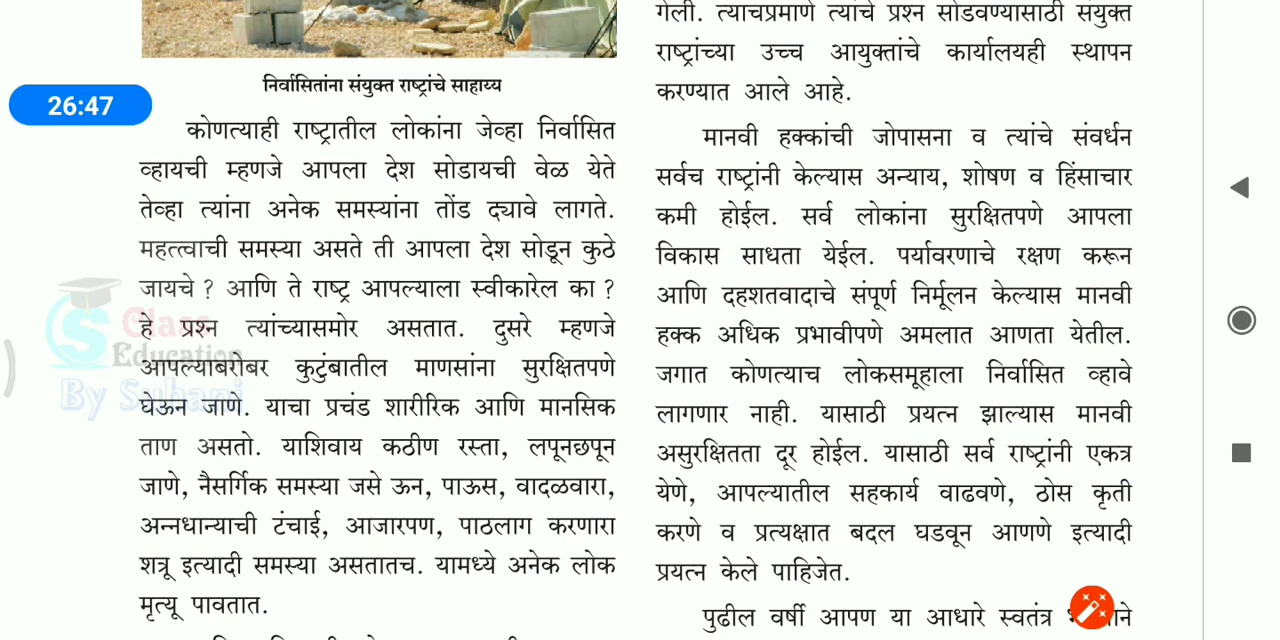 निर्वासितांना संयुक्त राष्ट्रांचे साहाय्य
26:47
कोणत्याही राष्ट्रातील लोकांना जेव्हा निर्वासित
व्हायची म्हणजे आपला देश सोडायची वेळ येते
तेव्हा त्यांना अनेक समस्यांना तोंड द्यावे लागते.
महत्त्वाची समस्या असते ती आपला देश सोडून कुठे
जायचे ? आणि ते राष्ट्र आपल्याला स्वीकारेल का ?
हे प्रश्न त्यांच्यासमोर असतात. दुसरे म्हणजे
आपल्याबरोबर कुटुंबातील माणसांना सुरक्षितपणे
घेऊन जाणे. याचा प्रचंड शारीरिक आणि मानसिक
ताण असतो. याशिवाय कठीण रस्ता, लपूनछपून
जाणे, नैसर्गिक समस्या जसे ऊन, पाऊस, वादळवारा,
अन्नधान्याची टंचाई, आजारपण, पाठलाग करणारा
शत्रू इत्यादी समस्या असतातच. यामध्ये अनेक लोक
मृत्यू पावतात.
S Class
Education
By Suhani
गेली. त्याचप्रमाणे त्यांचे प्रश्न सोडवण्यासाठी संयुक्त
राष्ट्रांच्या उच्च आयुक्तांचे कार्यालयही स्थापन
करण्यात आले आहे.
मानवी हक्कांची जोपासना व त्यांचे संवर्धन
सर्वच राष्ट्रांनी केल्यास अन्याय, शोषण व हिंसाचार
कमी होईल. सर्व लोकांना सुरक्षितपणे आपला
विकास साधता येईल. पर्यावरणाचे रक्षण करून
आणि दहशतवादाचे संपूर्ण निर्मूलन केल्यास मानवी
हक्क अधिक प्रभावीपणे अमलात आणता येतील.
जगात कोणत्याच लोकसमूहाला निर्वासित व्हावे
लागणार नाही. यासाठी प्रयत्न झाल्यास मानवी
असुरक्षितता दूर होईल. यासाठी सर्व राष्ट्रांनी एकत्र
येणे, आपल्यातील सहकार्य वाढवणे, ठोस कृती
करणे व प्रत्यक्षात बदल घडवून आणणे इत्यादी
प्रयत्न केले पाहिजेत.
पुढील वर्षी आपण या आधारे स्वतंत्र